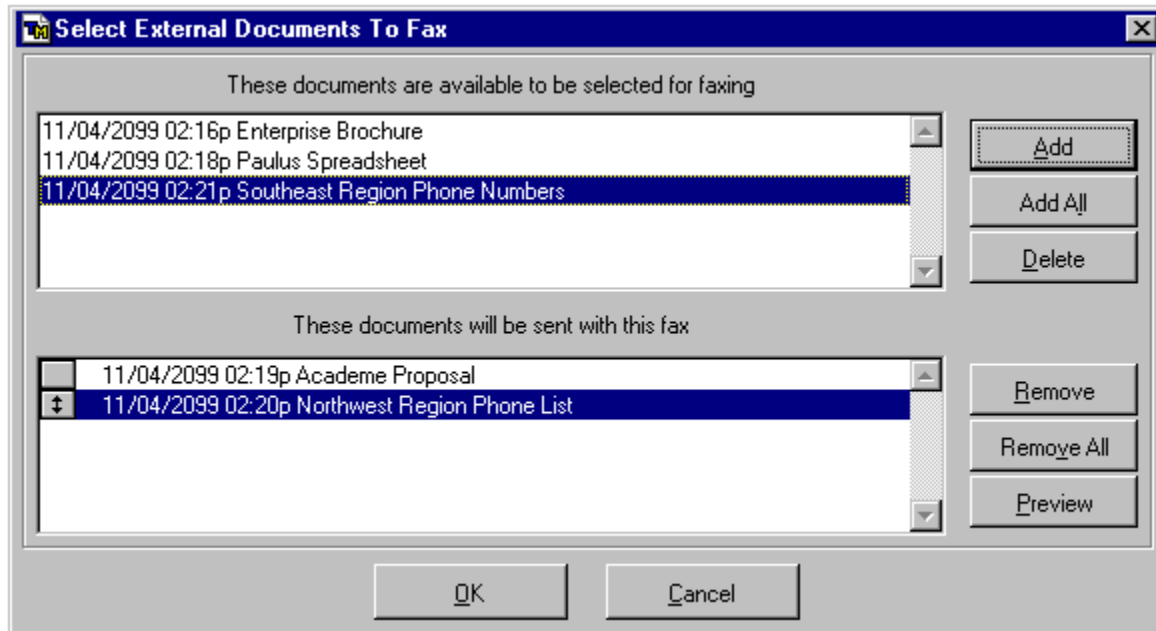 TM Select External Documents To Fax
These documents are available to be selected for faxing
11/04/2099 02:16p Enterprise Brochure
11/04/2099 02:18p Paulus Spreadsheet
11/04/2099 02:21p Southeast Region Phone Numbers
Add
Add All
Delete
These documents will be sent with this fax
11/04/2099 02:19p Academe Proposal
11/04/2099 02:20p Northwest Region Phone List
Remove
Remove All
Preview
OK
Cancel